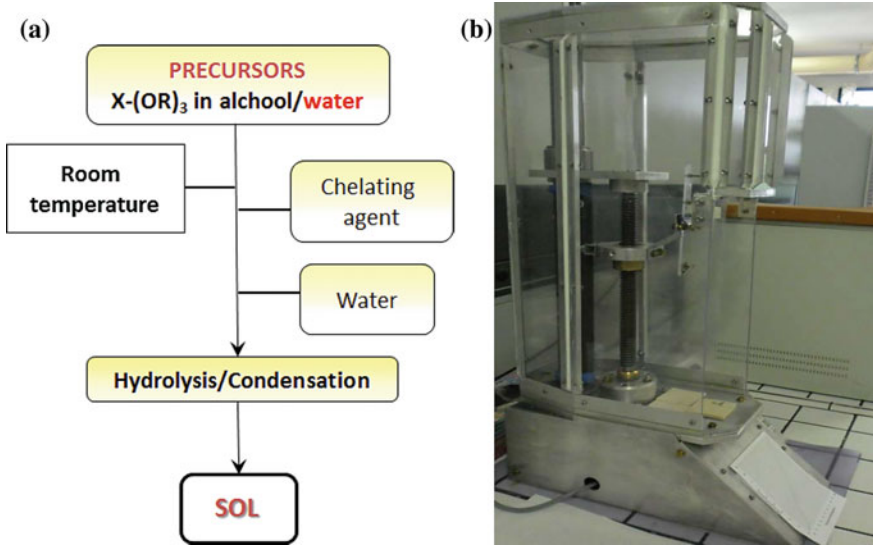 (a)
PRECURSORS
X-(OR)₃ in alchool/water
Room
temperature
Chelating
agent
Water
Hydrolysis/Condensation
SOL
(b)